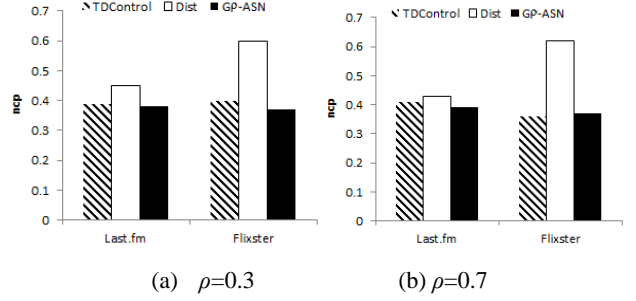 0.7
TDControl Dist Gρ-ASN
0.6
0.5
0.4
0.3
0.2
0.1
0
ncp
Last.fm Flixster
(a) ρ=0.3
0.7
TDControl Dist Gρ-ASN
0.6
0.5
0.4
0.3
0.2
0.1
0
ncp
Last.fm Flixster
(b) ρ=0.7